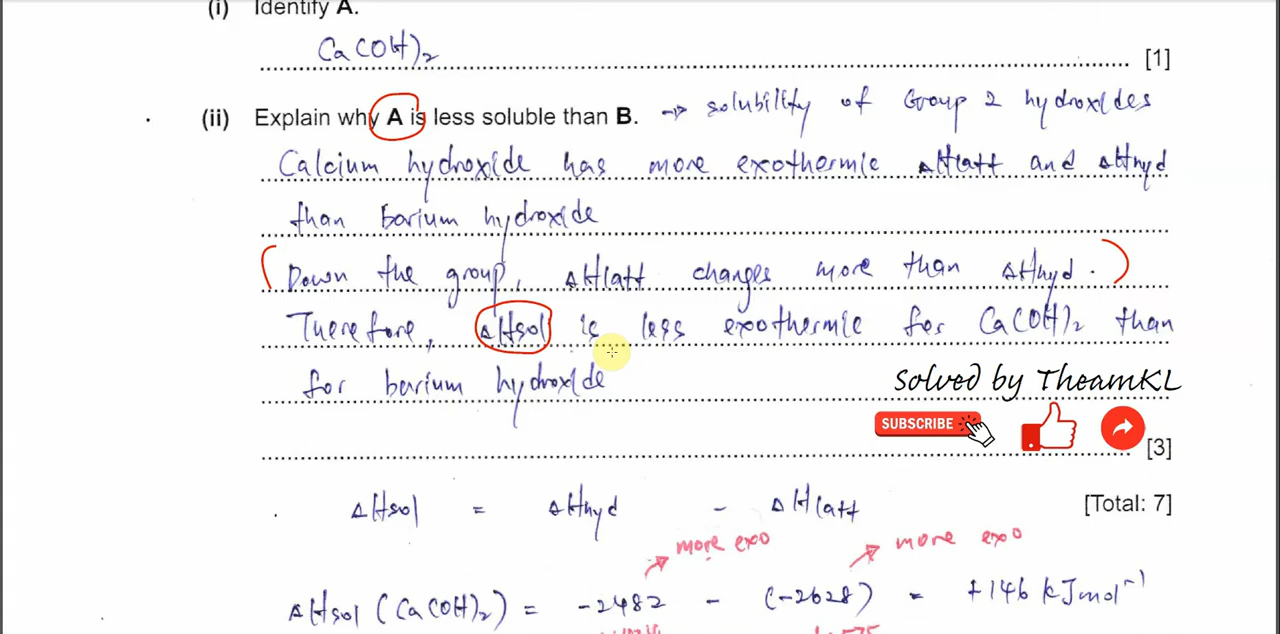 (i) Identify A.
Ca(OH)2
[1]
(ii) Explain why A is less soluble than B. → solubility of Group 2 hydroxides
Calcium hydroxide has more exothermic ΔHlatt and ΔHhyd
than barium hydroxide
(Down the group, ΔHlatt changes more than ΔHhyd.)
Therefore, ΔHsol is less exothermic for Ca(OH)2 than
for barium hydroxide
Solved by TheamKL
SUBSCRIBE
[3]
ΔHsol = ΔHhyd - ΔHlatt
[Total: 7]
more exo
more exo
ΔHsol (Ca(OH)2) = -2482 - (-2628) = +146 kJmol-1